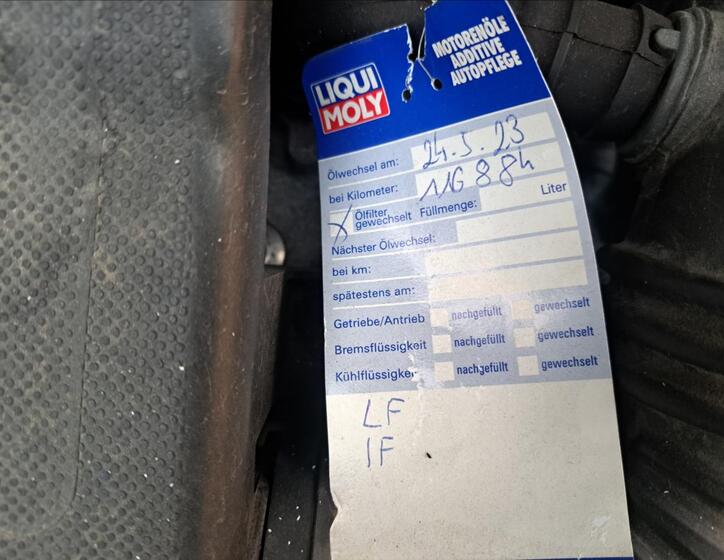 LIQUI
MOLY
MOTORENÖLE
ADDITIVE
AUTOPFLEGE
Ölwechsel am: 24.5.23
bei Kilometer: 116884
X Ölfilter
gewechselt Füllmenge: Liter
Nächster Ölwechsel:
bei km:
spätestens am:
Getriebe/Antrieb nachgefüllt gewechselt
Bremsflüssigkeit nachgefüllt gewechselt
Kühlflüssigkeit nachgefüllt gewechselt
LF
IF